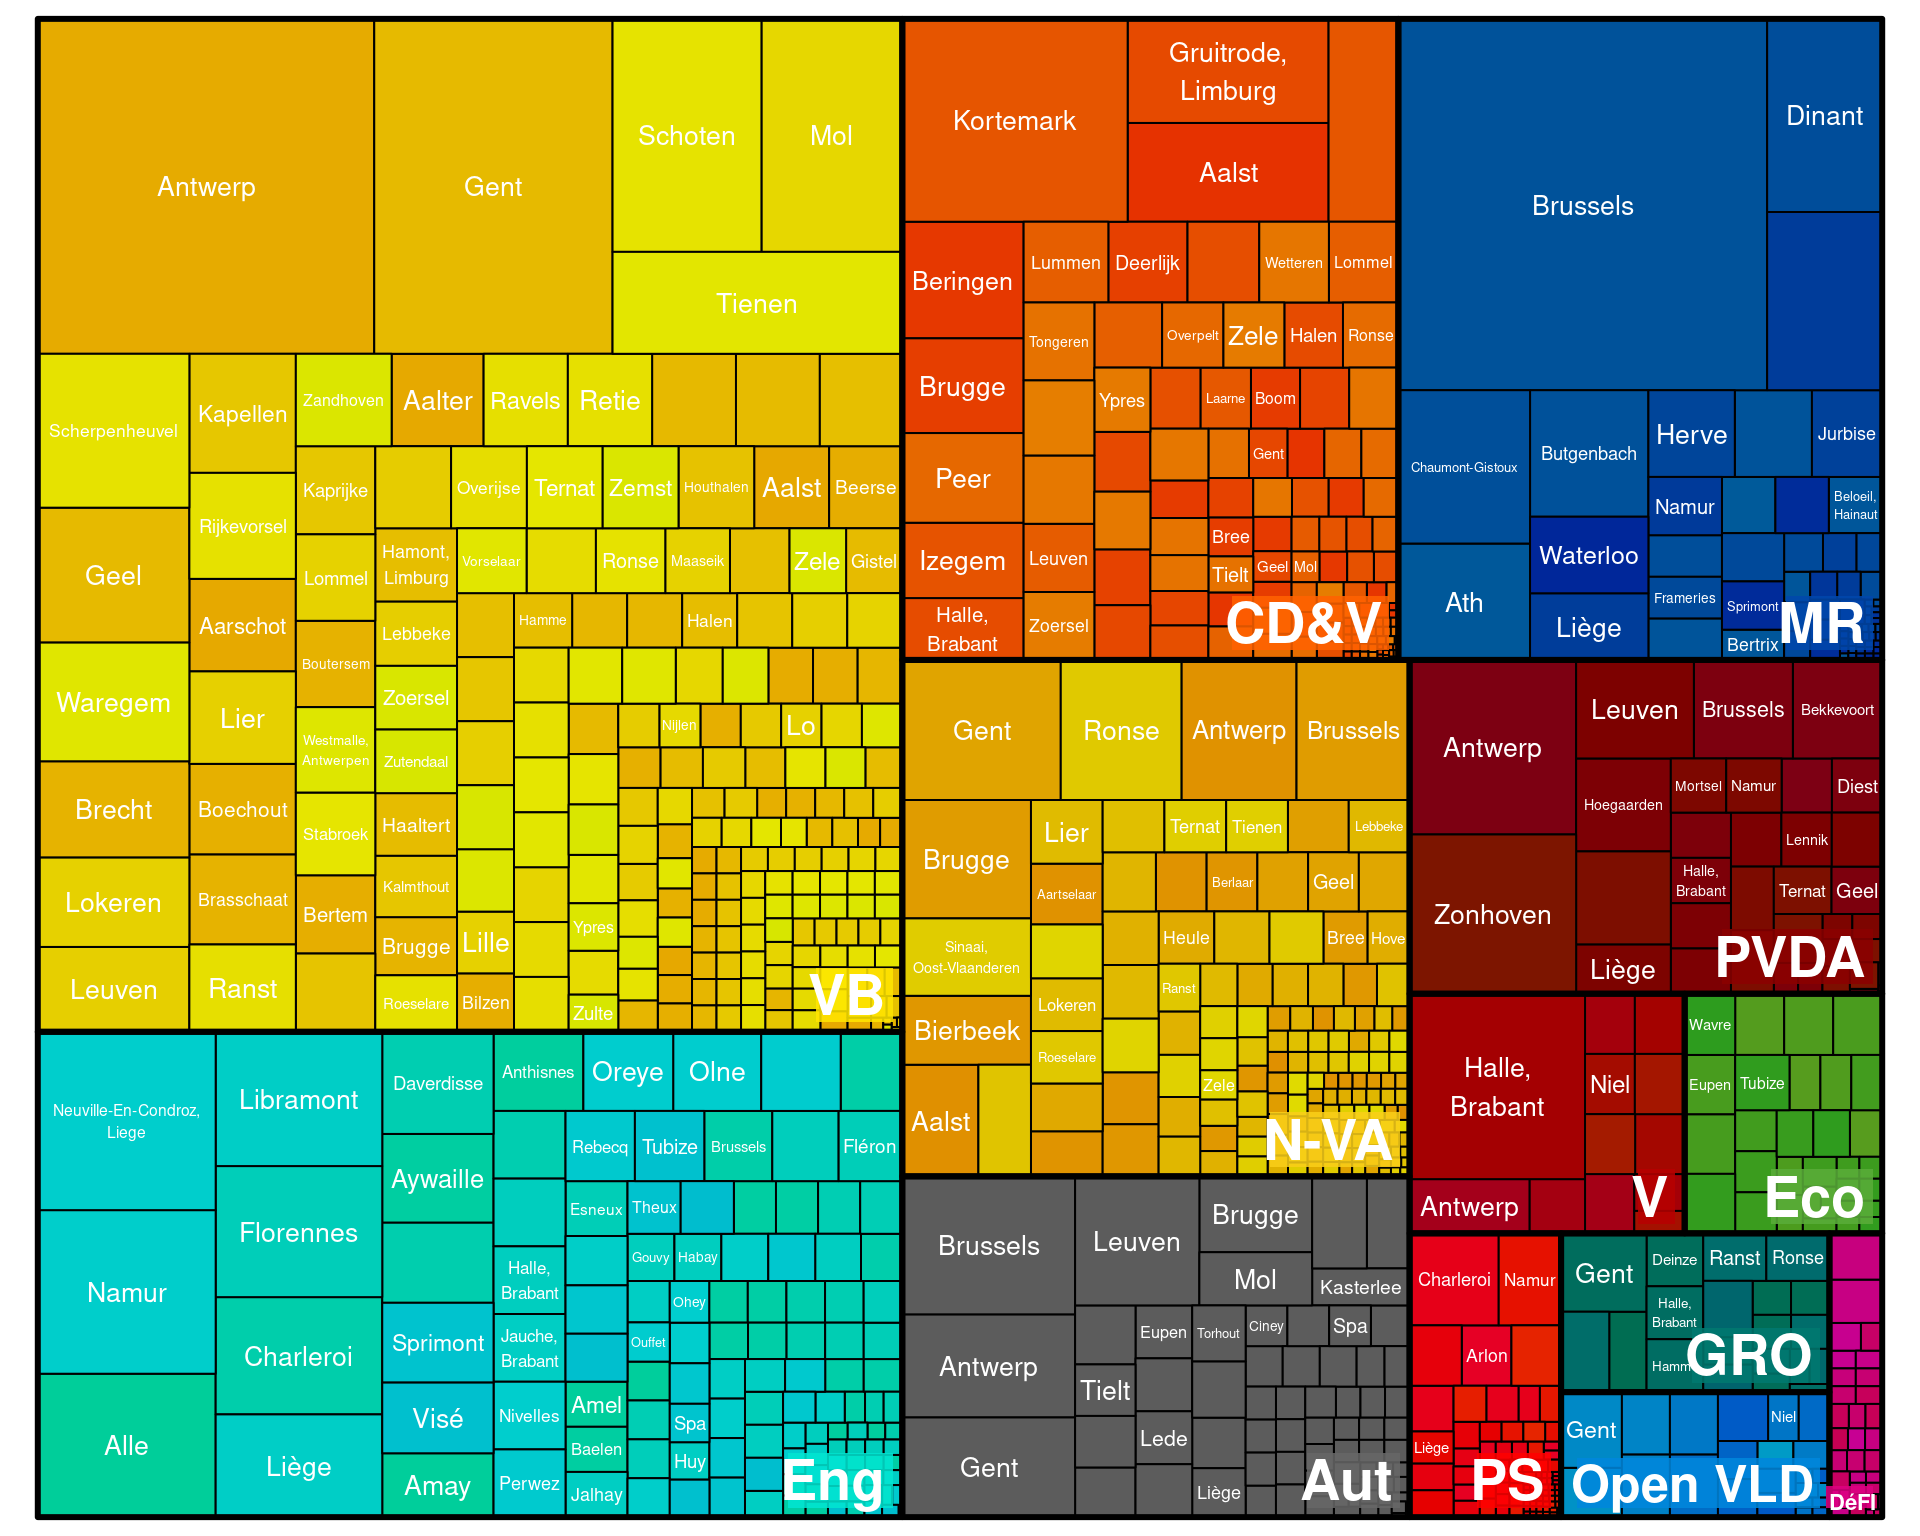 Antwerp
Gent
Schoten
Mol
Tienen
Scherpenheuvel
Kapellen
Zandhoven
Aalter
Ravels
Retie
Kaprijke
Overijse
Ternat
Zemst
Houthalen
Aalst
Beerse
Geel
Rijkevorsel
Lommel
Hamont,
Limburg
Vorselaar
Ronse
Maaseik
Zele
Gistel
Aarschot
Boutersem
Lebbeke
Hamme
Halen
Waregem
Lier
Zoersel
Westmalle,
Antwerpen
Zutendaal
Nijlen
Lo
Brecht
Boechout
Stabroek
Haaltert
Lokeren
Brasschaat
Bertem
Kalmthout
Brugge
Lille
Ypres
Leuven
Ranst
Roeselare
Bilzen
Zulte
VB
Kortemark
Gruitrode,
Limburg
Aalst
Beringen
Lummen
Deerlijk
Wetteren
Lommel
Tongeren
Overpelt
Zele
Halen
Ronse
Brugge
Ypres
Laarne
Boom
Gent
Peer
Bree
Izegem
Leuven
Tielt
Geel
Mol
Halle,
Brabant
Zoersel
CD&V
Brussels
Dinant
Chaumont-Gistoux
Butgenbach
Herve
Jurbise
Namur
Beloeil,
Hainaut
Waterloo
Ath
Liège
Frameries
Sprimont
Bertrix
MR
Gent
Ronse
Antwerp
Brussels
Brugge
Lier
Ternat
Tienen
Lebbeke
Aartselaar
Berlaar
Geel
Sinaai,
Oost-Vlaanderen
Heule
Bree
Hove
Lokeren
Ranst
Bierbeek
Roeselare
Zele
Aalst
N-VA
Antwerp
Leuven
Brussels
Bekkevoort
Hoegaarden
Mortsel
Namur
Diest
Lennik
Zonhoven
Halle,
Brabant
Ternat
Geel
Liège
PVDA
Halle,
Brabant
Niel
Antwerp
V
Wavre
Eupen
Tubize
Eco
Neuville-En-Condroz,
Liege
Libramont
Daverdisse
Anthisnes
Oreye
Olne
Aywaille
Rebecq
Tubize
Brussels
Fléron
Namur
Florennes
Esneux
Theux
Halle,
Brabant
Gouvy
Habay
Ohey
Charleroi
Sprimont
Jauche,
Brabant
Ouffet
Alle
Liège
Visé
Nivelles
Amel
Spa
Baelen
Huy
Amay
Perwez
Jalhay
Eng
Brussels
Leuven
Brugge
Mol
Kasterlee
Antwerp
Eupen
Torhout
Ciney
Spa
Tielt
Gent
Lede
Liège
Aut
Charleroi
Namur
Arlon
Liège
PS
Gent
Deinze
Ranst
Ronse
Halle,
Brabant
Hamm
GRO
Gent
Niel
Open VLD
DéFI